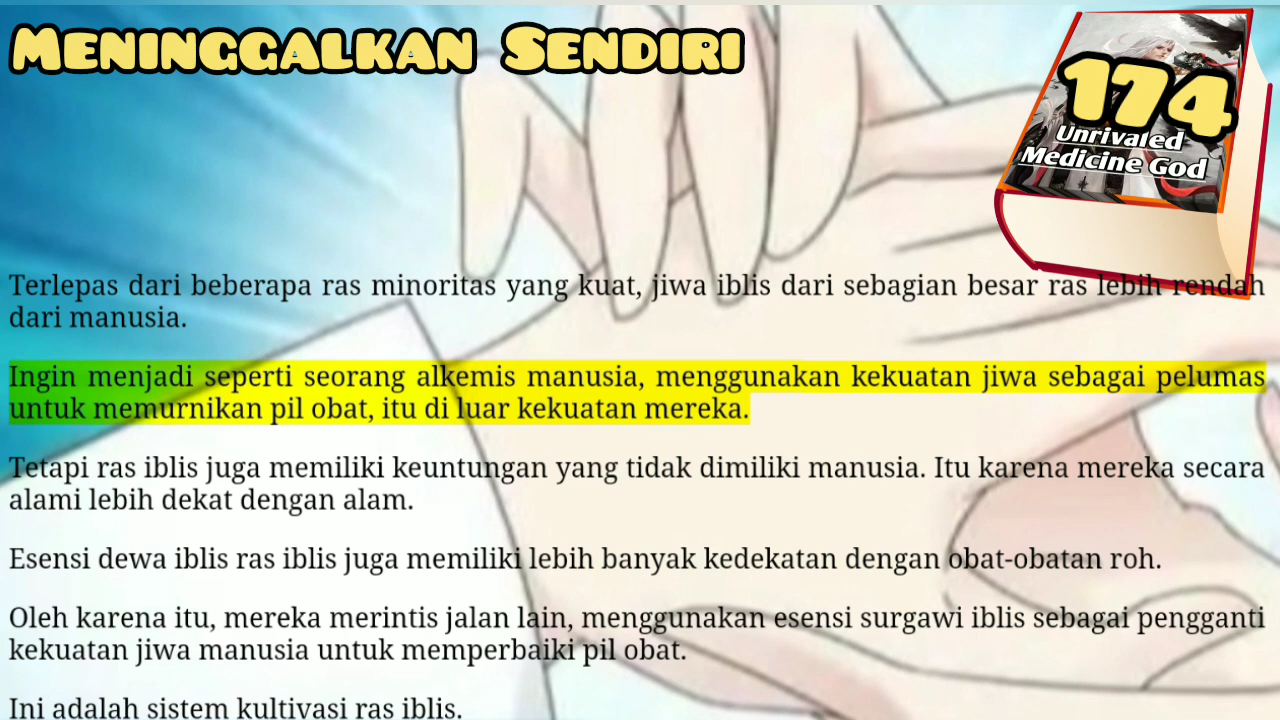 Meninggalkan Sendiri
174
Unrivaled
Medicine God
Terlepas dari beberapa ras minoritas yang kuat, jiwa iblis dari sebagian besar ras lebih rendah
dari manusia.
Ingin menjadi seperti seorang alkemis manusia, menggunakan kekuatan jiwa sebagai pelumas
untuk memurnikan pil obat, itu di luar kekuatan mereka.
Tetapi ras iblis juga memiliki keuntungan yang tidak dimiliki manusia. Itu karena mereka secara
alami lebih dekat dengan alam.
Esensi dewa iblis ras iblis juga memiliki lebih banyak kedekatan dengan obat-obatan roh.
Oleh karena itu, mereka merintis jalan lain, menggunakan esensi surgawi iblis sebagai pengganti
kekuatan jiwa manusia untuk memperbaiki pil obat.
Ini adalah sistem kultivasi ras iblis.